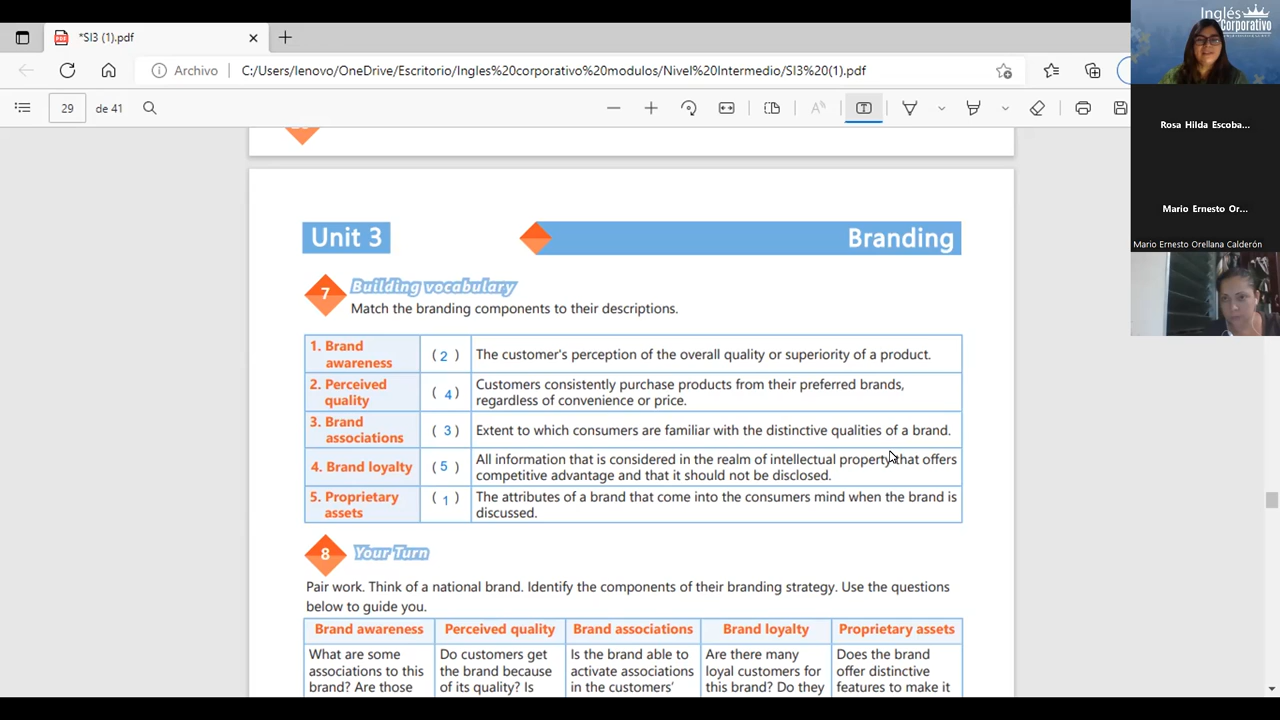 *SI3 (1).pdf
Archivo
C:/Users/lenovo/OneDrive/Escritorio/Ingles%20corporativo%20modulos/Nivel%20Intermedio/SI3%20(1).pdf
29
de 41
Inglés
Corporativo
Rosa Hilda Escoba...
Mario Ernesto Or...
Mario Ernesto Orellana Calderón
Unit 3
Branding
7
Building vocabulary
Match the branding components to their descriptions.
1. Brand
awareness
( 2 )
The customer's perception of the overall quality or superiority of a product.
2. Perceived
quality
( 4 )
Customers consistently purchase products from their preferred brands,
regardless of convenience or price.
3. Brand
associations
( 3 )
Extent to which consumers are familiar with the distinctive qualities of a brand.
4. Brand loyalty
( 5 )
All information that is considered in the realm of intellectual property that offers
competitive advantage and that it should not be disclosed.
5. Proprietary
assets
( 1 )
The attributes of a brand that come into the consumers mind when the brand is
discussed.
8
Your Turn
Pair work. Think of a national brand. Identify the components of their branding strategy. Use the questions
below to guide you.
Brand awareness
Perceived quality
Brand associations
Brand loyalty
Proprietary assets
What are some
associations to this
brand? Are those
Do customers get
the brand because
of its quality? Is
Is the brand able to
activate associations
in the customers'
Are there many
loyal customers for
this brand? Do they
Does the brand
offer distinctive
features to make it